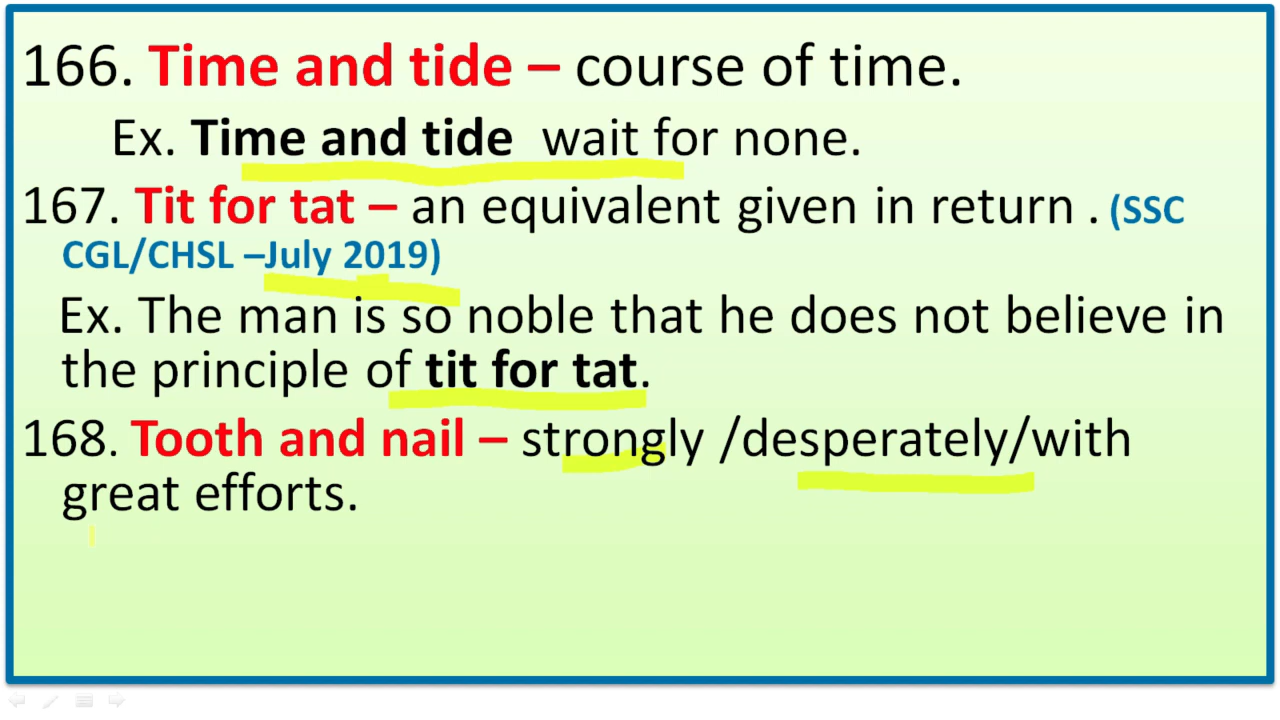 166. Time and tide – course of time.
Ex. Time and tide wait for none.
167. Tit for tat – an equivalent given in return . (SSC
CGL/CHSL –July 2019)
Ex. The man is so noble that he does not believe in
the principle of tit for tat.
168. Tooth and nail – strongly /desperately/with
great efforts.